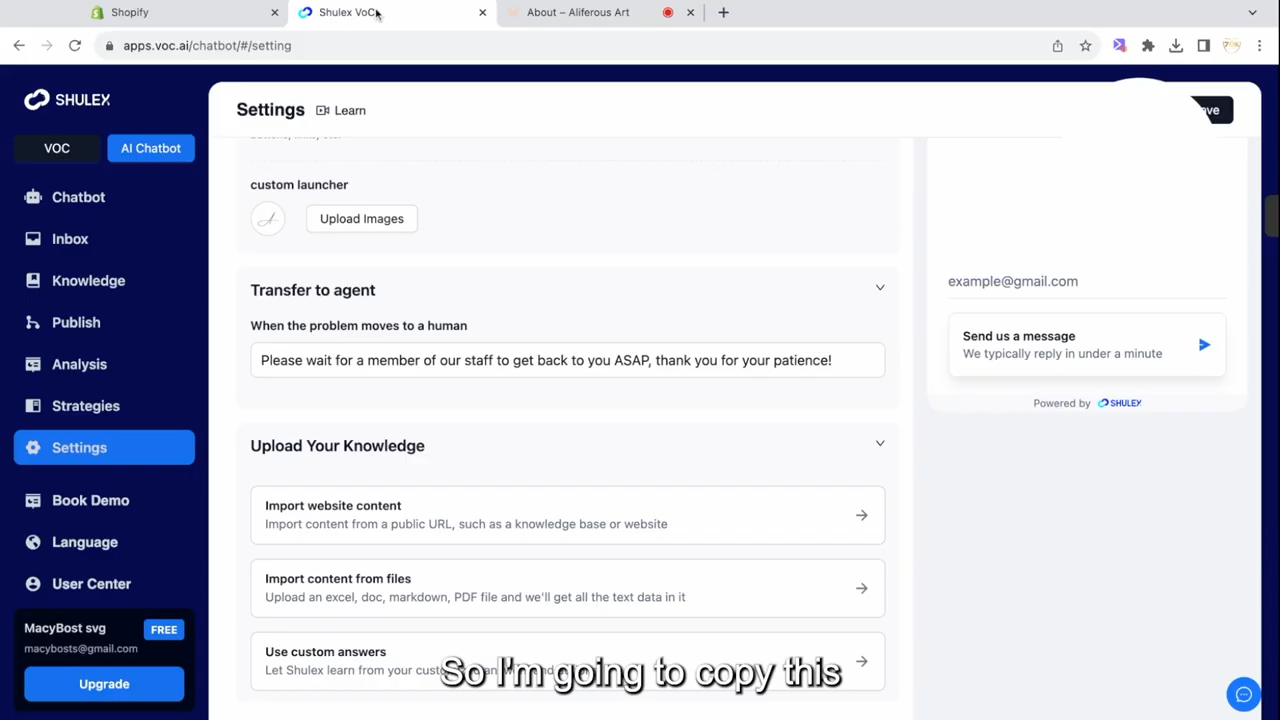 Shopify
Shulex VoC
About – Aliferous Art
apps.voc.ai/chatbot/#/setting
SHULEX
VOC
AI Chatbot
Chatbot
Inbox
Knowledge
Publish
Analysis
Strategies
Settings
Book Demo
Language
User Center
MacyBost svg
FREE
macybosts@gmail.com
Upgrade
Settings
Learn
custom launcher
Upload Images
Transfer to agent
When the problem moves to a human
Please wait for a member of our staff to get back to you ASAP, thank you for your patience!
Upload Your Knowledge
Import website content
Import content from a public URL, such as a knowledge base or website
Import content from files
Upload an excel, doc, markdown, PDF file and we'll get all the text data in it
Use custom answers
Let Shulex learn from your
example@gmail.com
Send us a message
We typically reply in under a minute
Powered by SHULEX
So I'm going to copy this